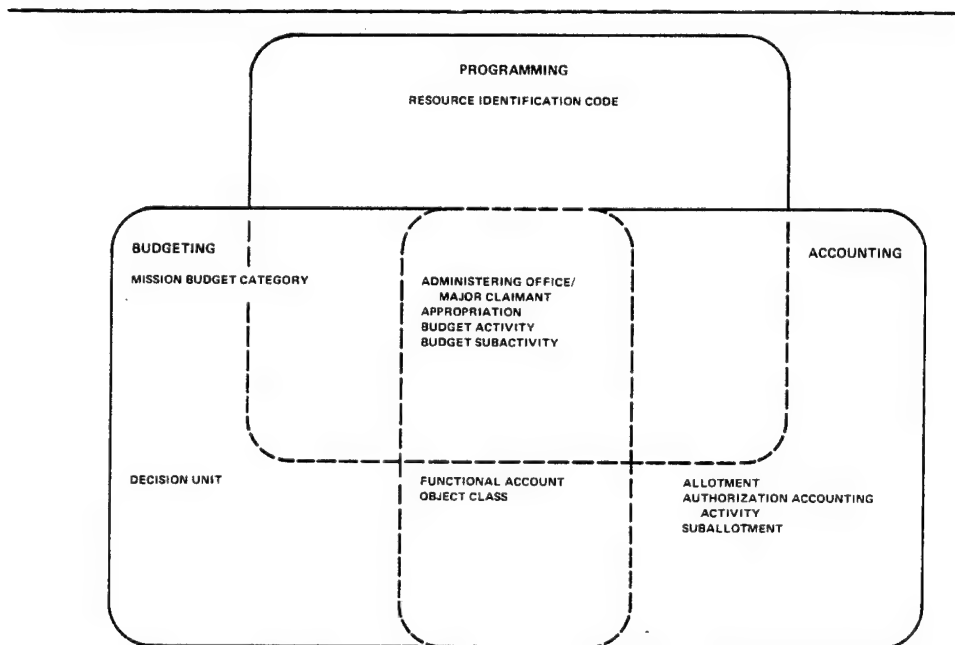 PROGRAMMING
RESOURCE IDENTIFICATION CODE
BUDGETING
MISSION BUDGET CATEGORY
ADMINISTERING OFFICE/
MAJOR CLAIMANT
APPROPRIATION
BUDGET ACTIVITY
BUDGET SUBACTIVITY
ACCOUNTING
DECISION UNIT
FUNCTIONAL ACCOUNT
OBJECT CLASS
ALLOTMENT
AUTHORIZATION ACCOUNTING
ACTIVITY
SUBALLOTMENT